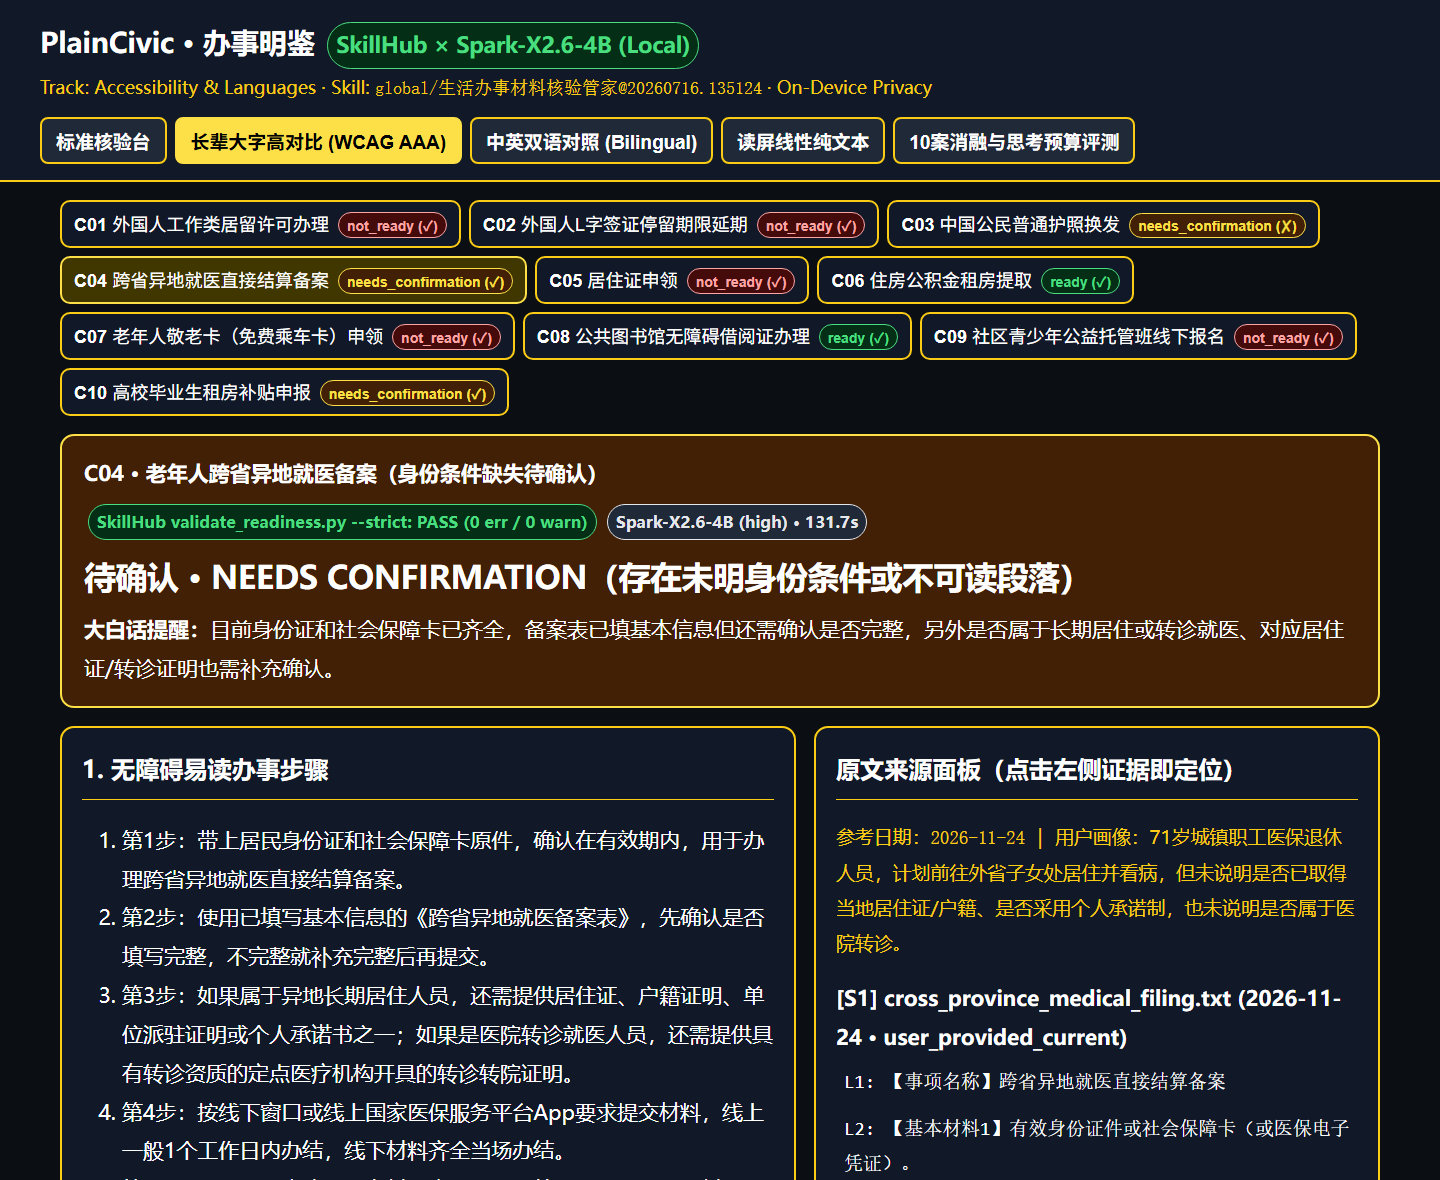 PlainCivic • 办事明鉴 SkillHub × Spark-X2.6-4B (Local)
Track: Accessibility & Languages · Skill: global/生活办事材料核验管家@20260716.135124 · On-Device Privacy
标准核验台 长辈大字高对比 (WCAG AAA) 中英双语对照 (Bilingual) 读屏线性纯文本 10案消融与思考预算评测
C01 外国人工作类居留许可办理 not_ready (✓) C02 外国人L字签证停留期限延期 not_ready (✓) C03 中国公民普通护照换发 needs_confirmation (✗)
C04 跨省异地就医直接结算备案 needs_confirmation (✓) C05 居住证申领 not_ready (✓) C06 住房公积金租房提取 ready (✓)
C07 老年人敬老卡（免费乘车卡）申领 not_ready (✓) C08 公共图书馆无障碍借阅证办理 ready (✓) C09 社区青少年公益托管班线下报名 not_ready (✓)
C10 高校毕业生租房补贴申报 needs_confirmation (✓)
C04 • 老年人跨省异地就医备案（身份条件缺失待确认）
SkillHub validate_readiness.py --strict: PASS (0 err / 0 warn) Spark-X2.6-4B (high) • 131.7s
待确认 • NEEDS CONFIRMATION（存在未明身份条件或不可读段落）
大白话提醒：目前身份证和社会保障卡已齐全，备案表已填基本信息但还需确认是否完整，另外是否属于长期居住或转诊就医、对应居住
证/转诊证明也需补充确认。
1. 无障碍易读办事步骤
1. 第1步：带上居民身份证和社会保障卡原件，确认在有效期内，用于办
理跨省异地就医直接结算备案。
2. 第2步：使用已填写基本信息的《跨省异地就医备案表》，先确认是否
填写完整，不完整就补充完整后再提交。
3. 第3步：如果属于异地长期居住人员，还需提供居住证、户籍证明、单
位派驻证明或个人承诺书之一；如果是医院转诊就医人员，还需提供具
有转诊资质的定点医疗机构开具的转诊转院证明。
4. 第4步：按线下窗口或线上国家医保服务平台App要求提交材料，线上
一般1个工作日内办结，线下材料齐全当场办结。
原文来源面板（点击左侧证据即定位）
参考日期：2026-11-24 | 用户画像：71岁城镇职工医保退休
人员，计划前往外省子女处居住并看病，但未说明是否已取得
当地居住证/户籍、是否采用个人承诺制，也未说明是否属于医
院转诊。
[S1] cross_province_medical_filing.txt (2026-11-
24 • user_provided_current)
L1: 【事项名称】跨省异地就医直接结算备案
L2: 【基本材料1】有效身份证件或社会保障卡（或医保电子
凭证）。